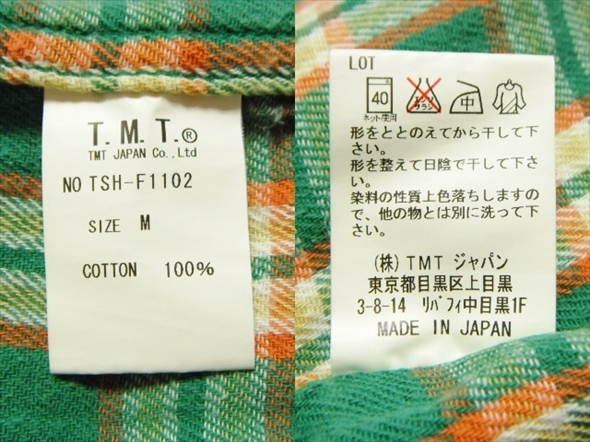 T.M.T.®
TMT JAPAN Co., Ltd
NO TSH-F1102
SIZE M
COTTON 100%
LOT
40
ネット使用
エンソ
サラシ
中
形をととのえてから干して下
さい。
形を整えて日陰で干して下さ
い。
染料の性質上色落ちしますの
で、他の物とは別に洗って下
さい。
(株) TMT ジャパン
東京都目黒区上目黒
3-8-14 リバフィ中目黒1F
MADE IN JAPAN